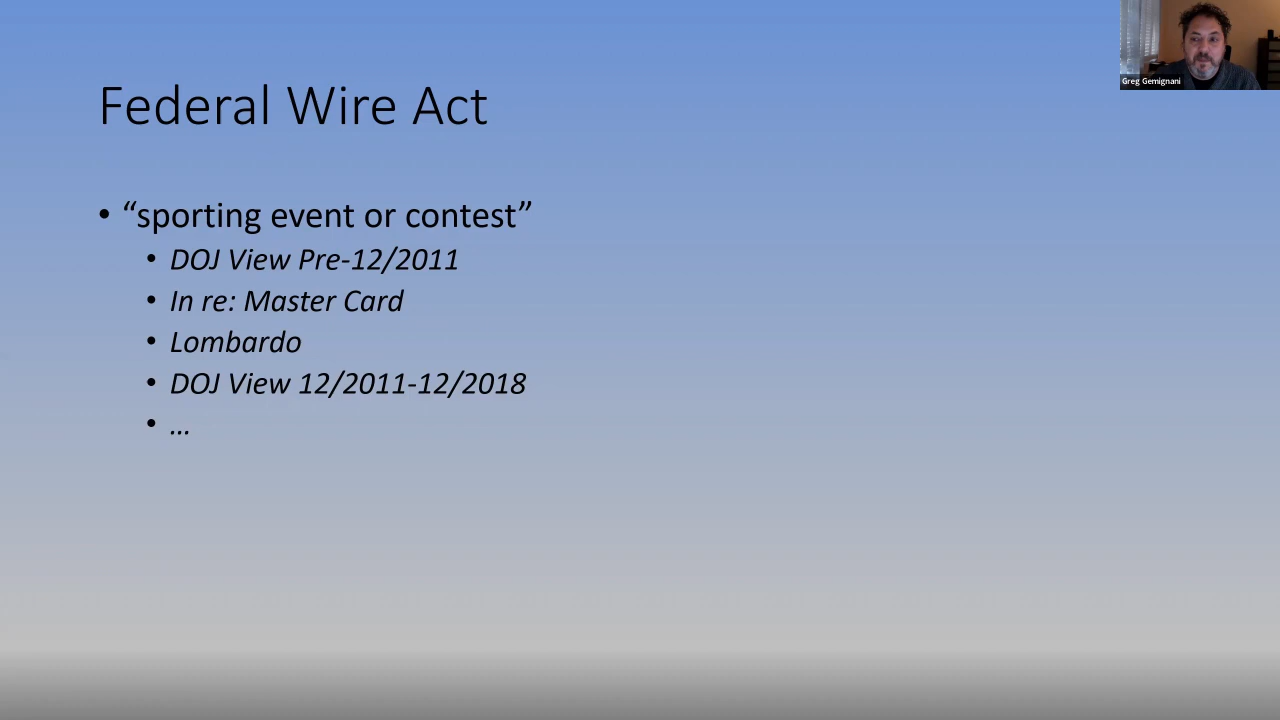 Federal Wire Act
• “sporting event or contest”
• DOJ View Pre-12/2011
• In re: Master Card
• Lombardo
• DOJ View 12/2011-12/2018
• …
Greg Gemignani